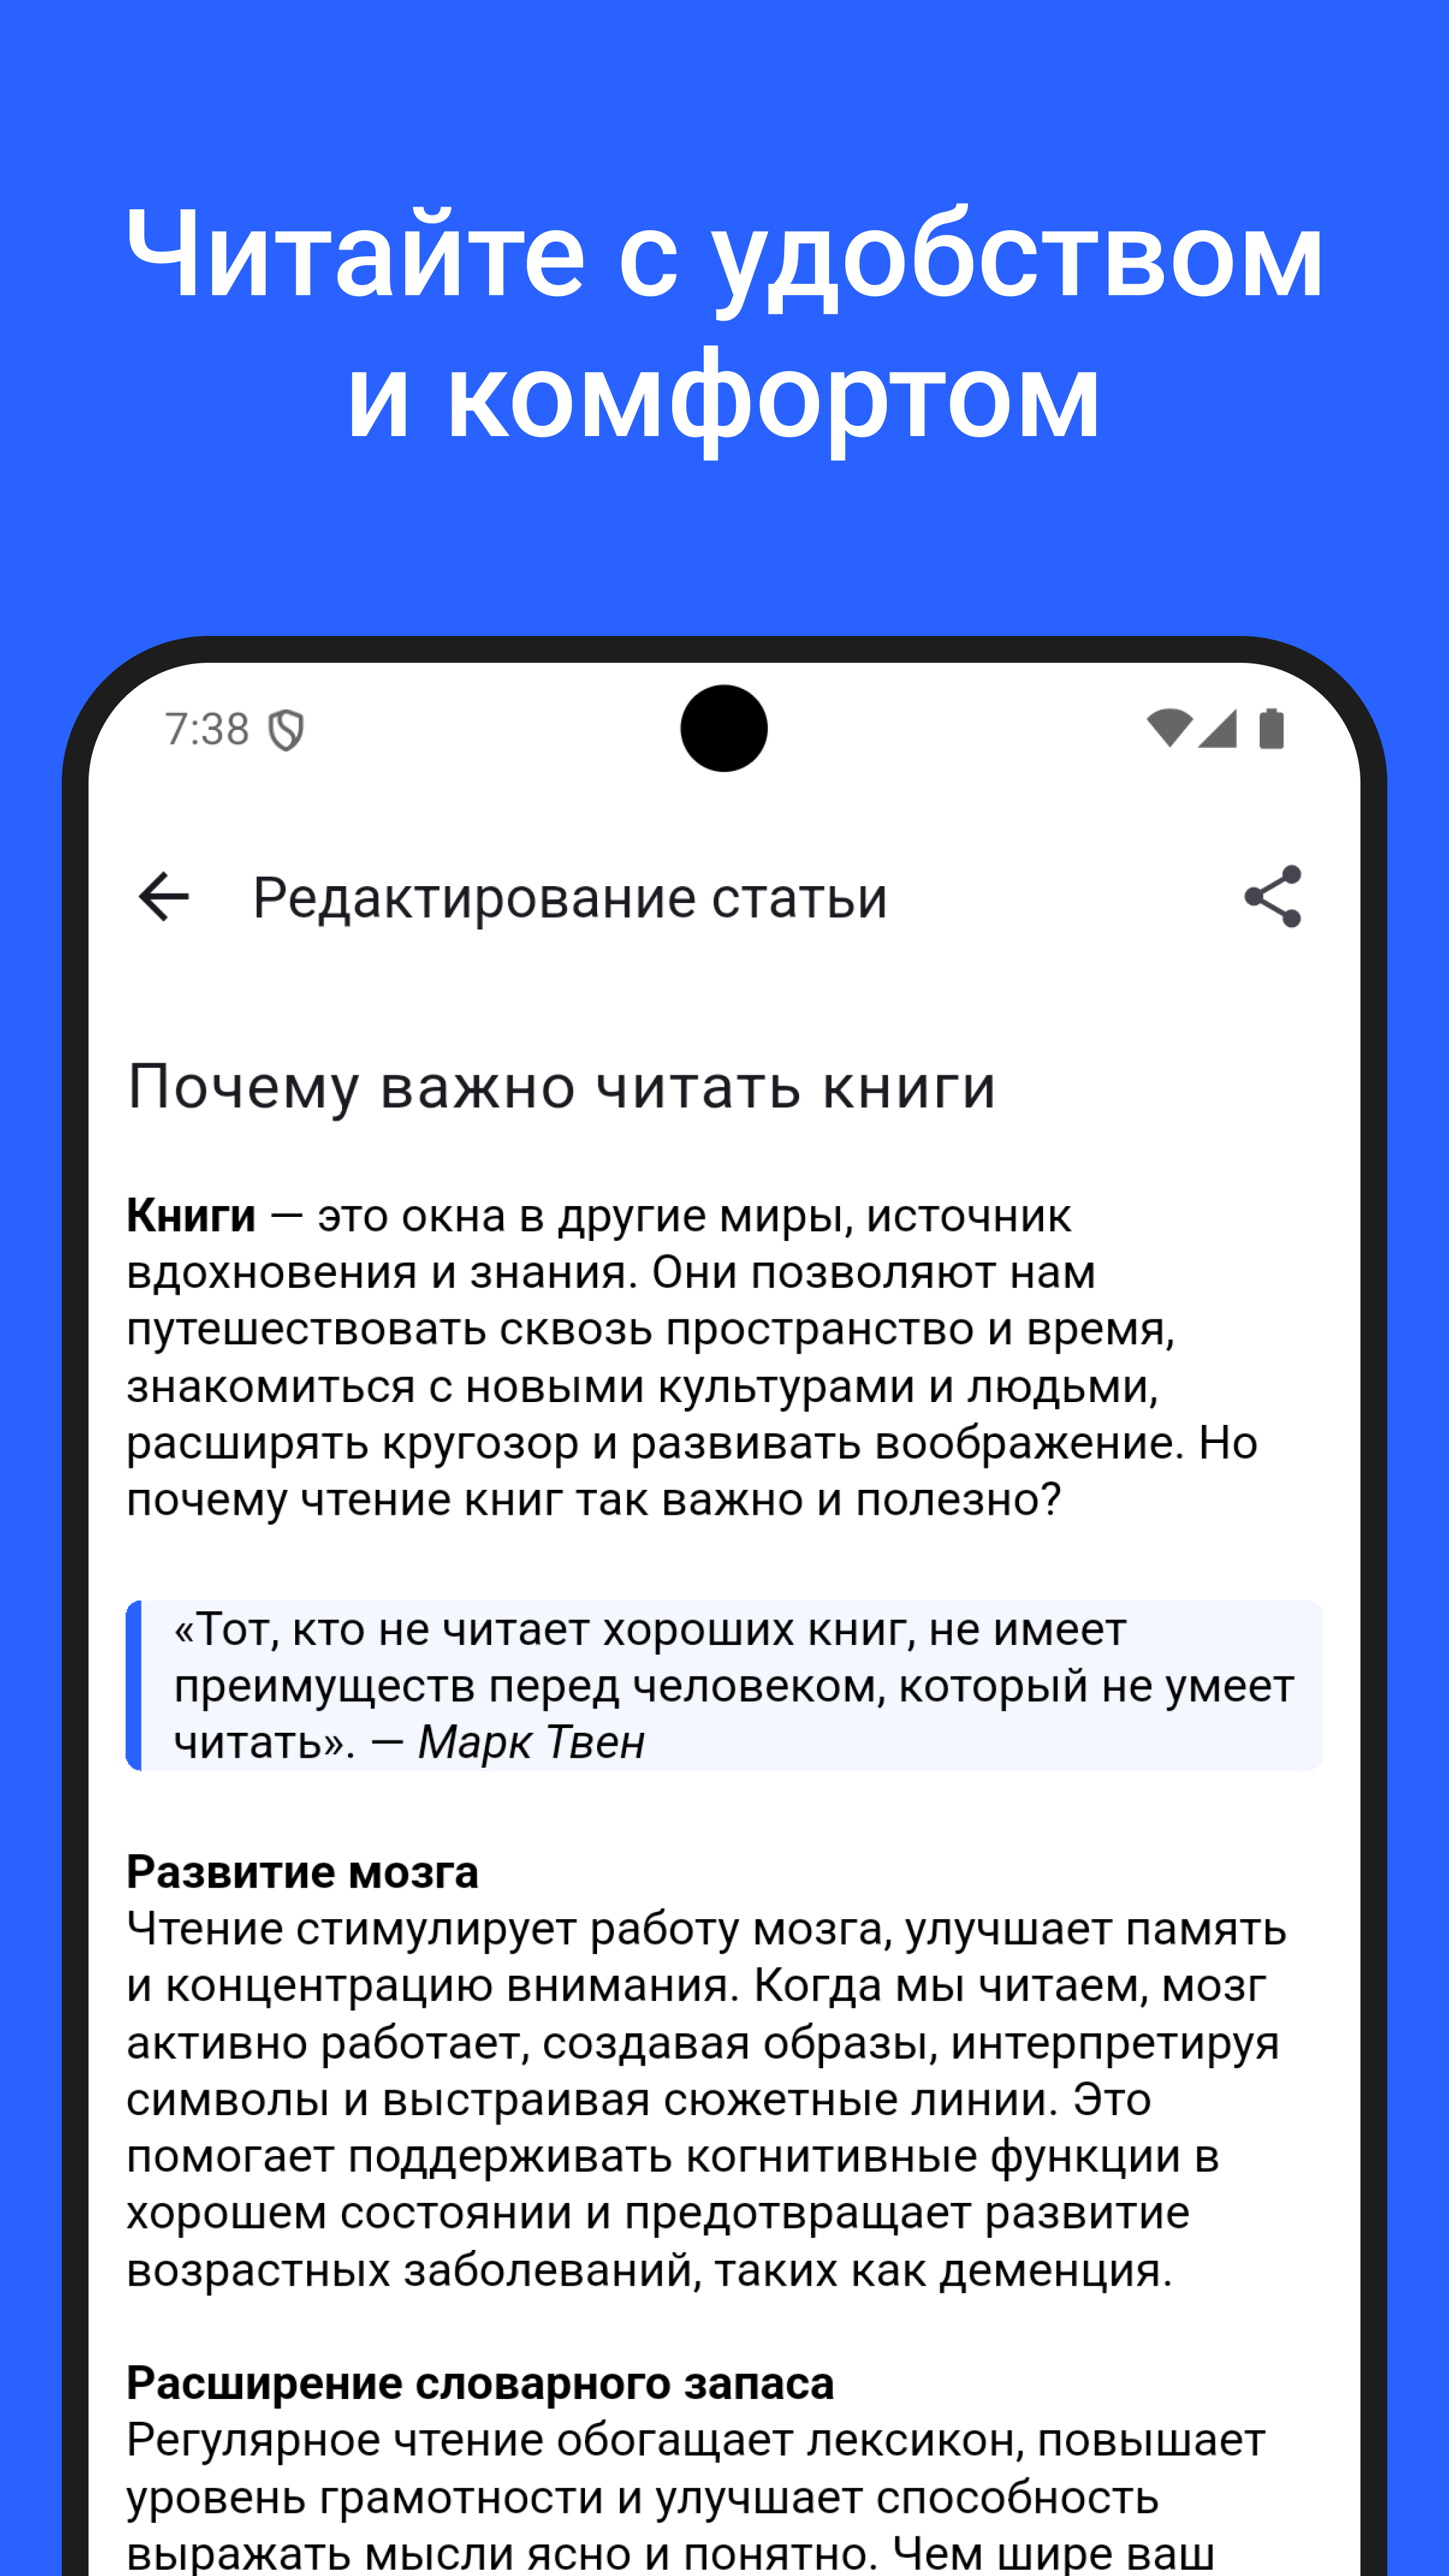 Читайте с удобством
и комфортом
7:38
Редактирование статьи
Почему важно читать книги
Книги — это окна в другие миры, источник
вдохновения и знания. Они позволяют нам
путешествовать сквозь пространство и время,
знакомиться с новыми культурами и людьми,
расширять кругозор и развивать воображение. Но
почему чтение книг так важно и полезно?
«Тот, кто не читает хороших книг, не имеет
преимуществ перед человеком, который не умеет
читать». — Марк Твен
Развитие мозга
Чтение стимулирует работу мозга, улучшает память
и концентрацию внимания. Когда мы читаем, мозг
активно работает, создавая образы, интерпретируя
символы и выстраивая сюжетные линии. Это
помогает поддерживать когнитивные функции в
хорошем состоянии и предотвращает развитие
возрастных заболеваний, таких как деменция.
Расширение словарного запаса
Регулярное чтение обогащает лексикон, повышает
уровень грамотности и улучшает способность
выражать мысли ясно и понятно. Чем шире ваш